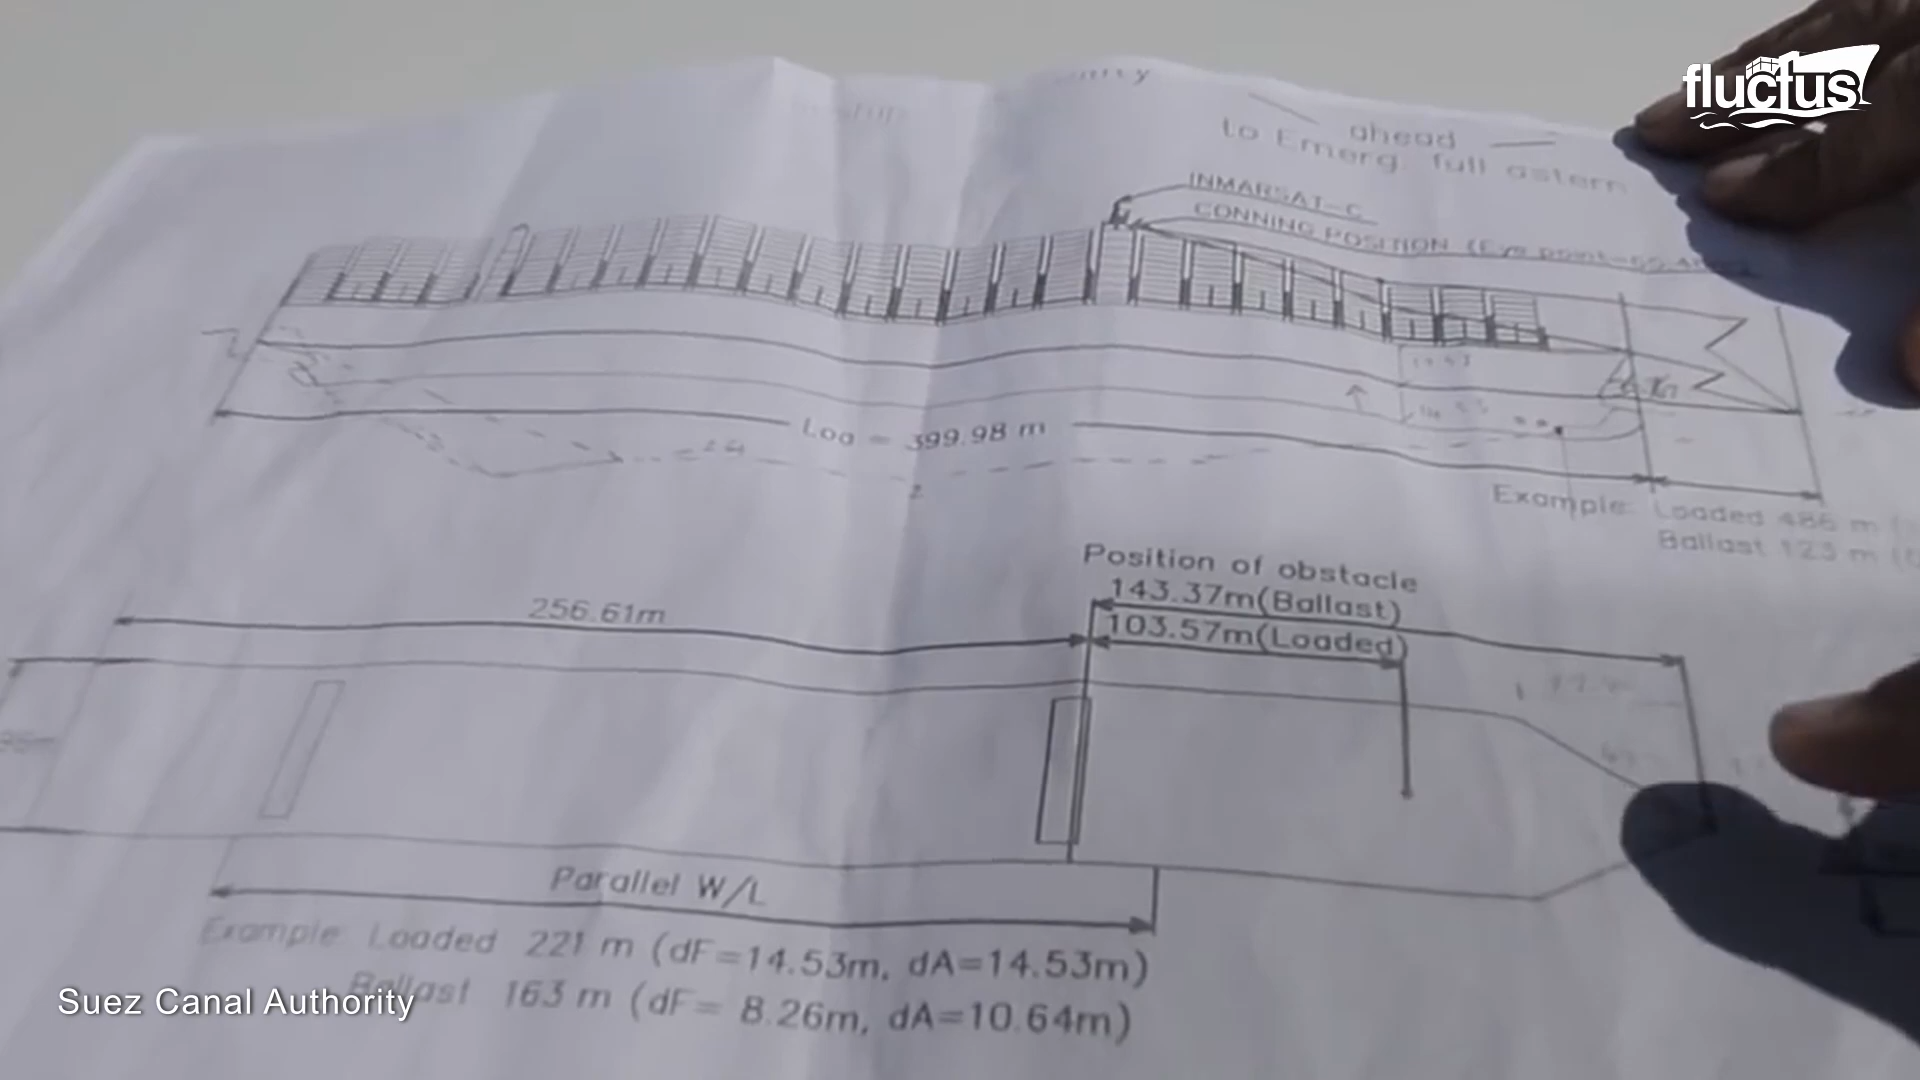 fluctus
ahead
to Emerg. full astern
INMARSAT-C
CONNING POSITION (Eye point=
Loa = 399.98 m
Example: Loaded 486 m
Ballast 123 m
Position of obstacle
143.37m(Ballast)
103.57m(Loaded)
256.61m
Parallel W/L
Example: Loaded 221 m (dF=14.53m, dA=14.53m)
Ballast 163 m (dF= 8.26m, dA=10.64m)
Suez Canal Authority